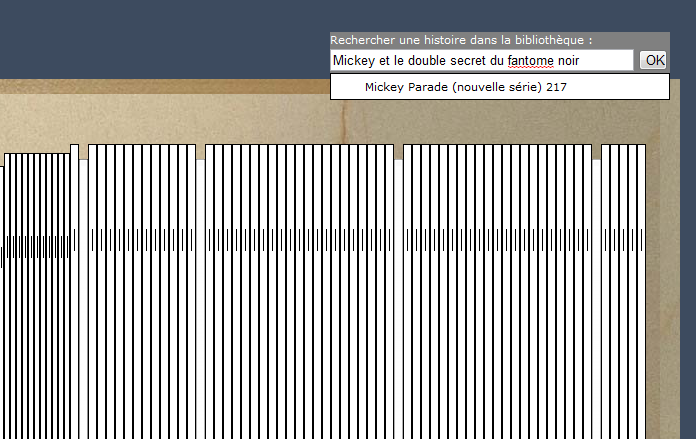 Rechercher une histoire dans la bibliothèque :
Mickey et le double secret du fantome noir
OK
Mickey Parade (nouvelle série) 217